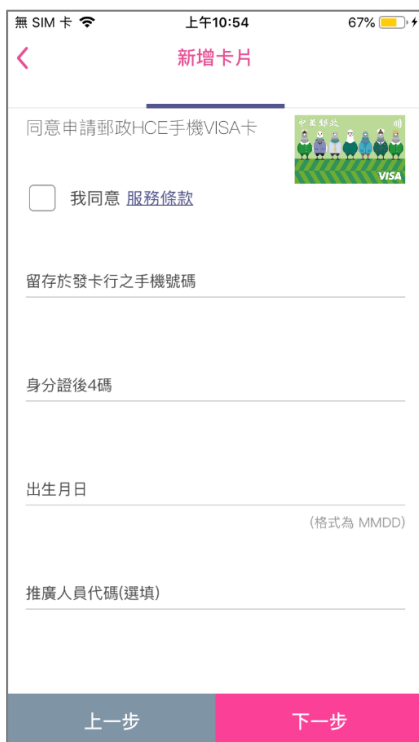 無 SIM 卡 上午10:54 67%
新增卡片
同意申請郵政HCE手機VISA卡
中華郵政
VISA
我同意 服務條款
留存於發卡行之手機號碼
身分證後4碼
出生月日
(格式為 MMDD)
推廣人員代碼(選填)
上一步 下一步